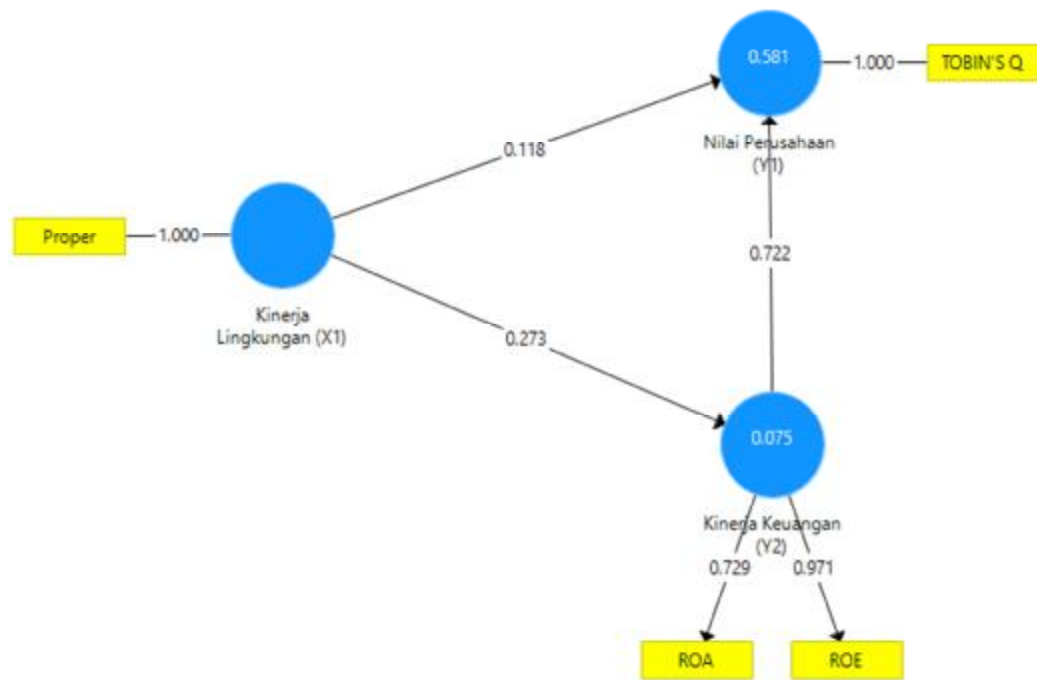 0.581
1.000
TOBIN'S Q
Nilai Perusahaan
(Y1)
0.118
Proper
1.000
0.722
Kinerja
Lingkungan (X1)
0.273
0.075
Kinerja Keuangan
(Y2)
0.729
0.971
ROA
ROE